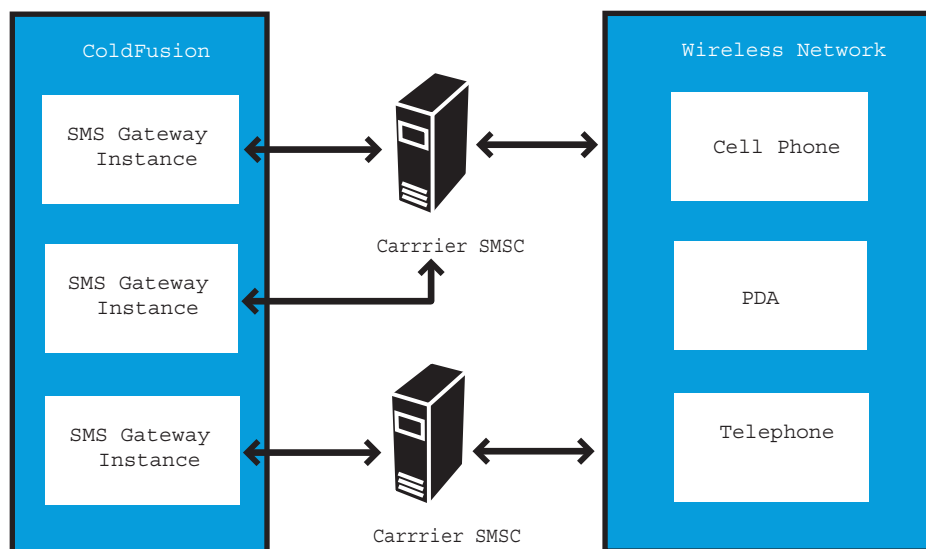 ColdFusion
SMS Gateway
Instance
SMS Gateway
Instance
SMS Gateway
Instance
Carrrier SMSC
Carrrier SMSC
Wireless Network
Cell Phone
PDA
Telephone